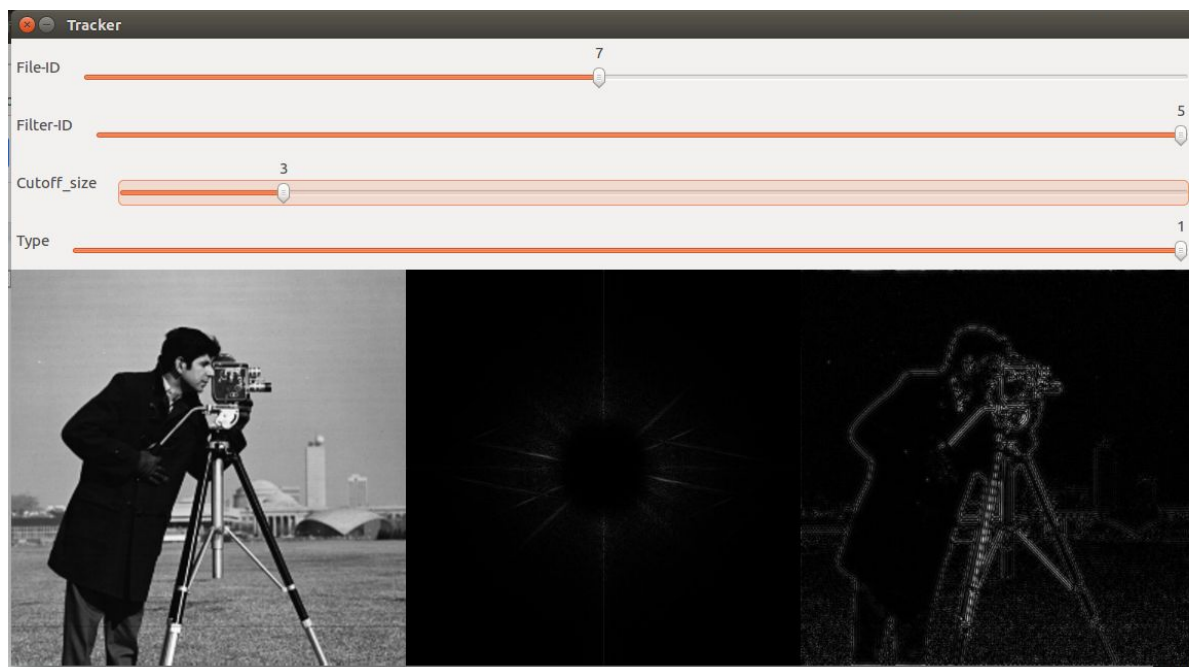 Tracker
7
File-ID
5
Filter-ID
3
Cutoff_size
1
Type